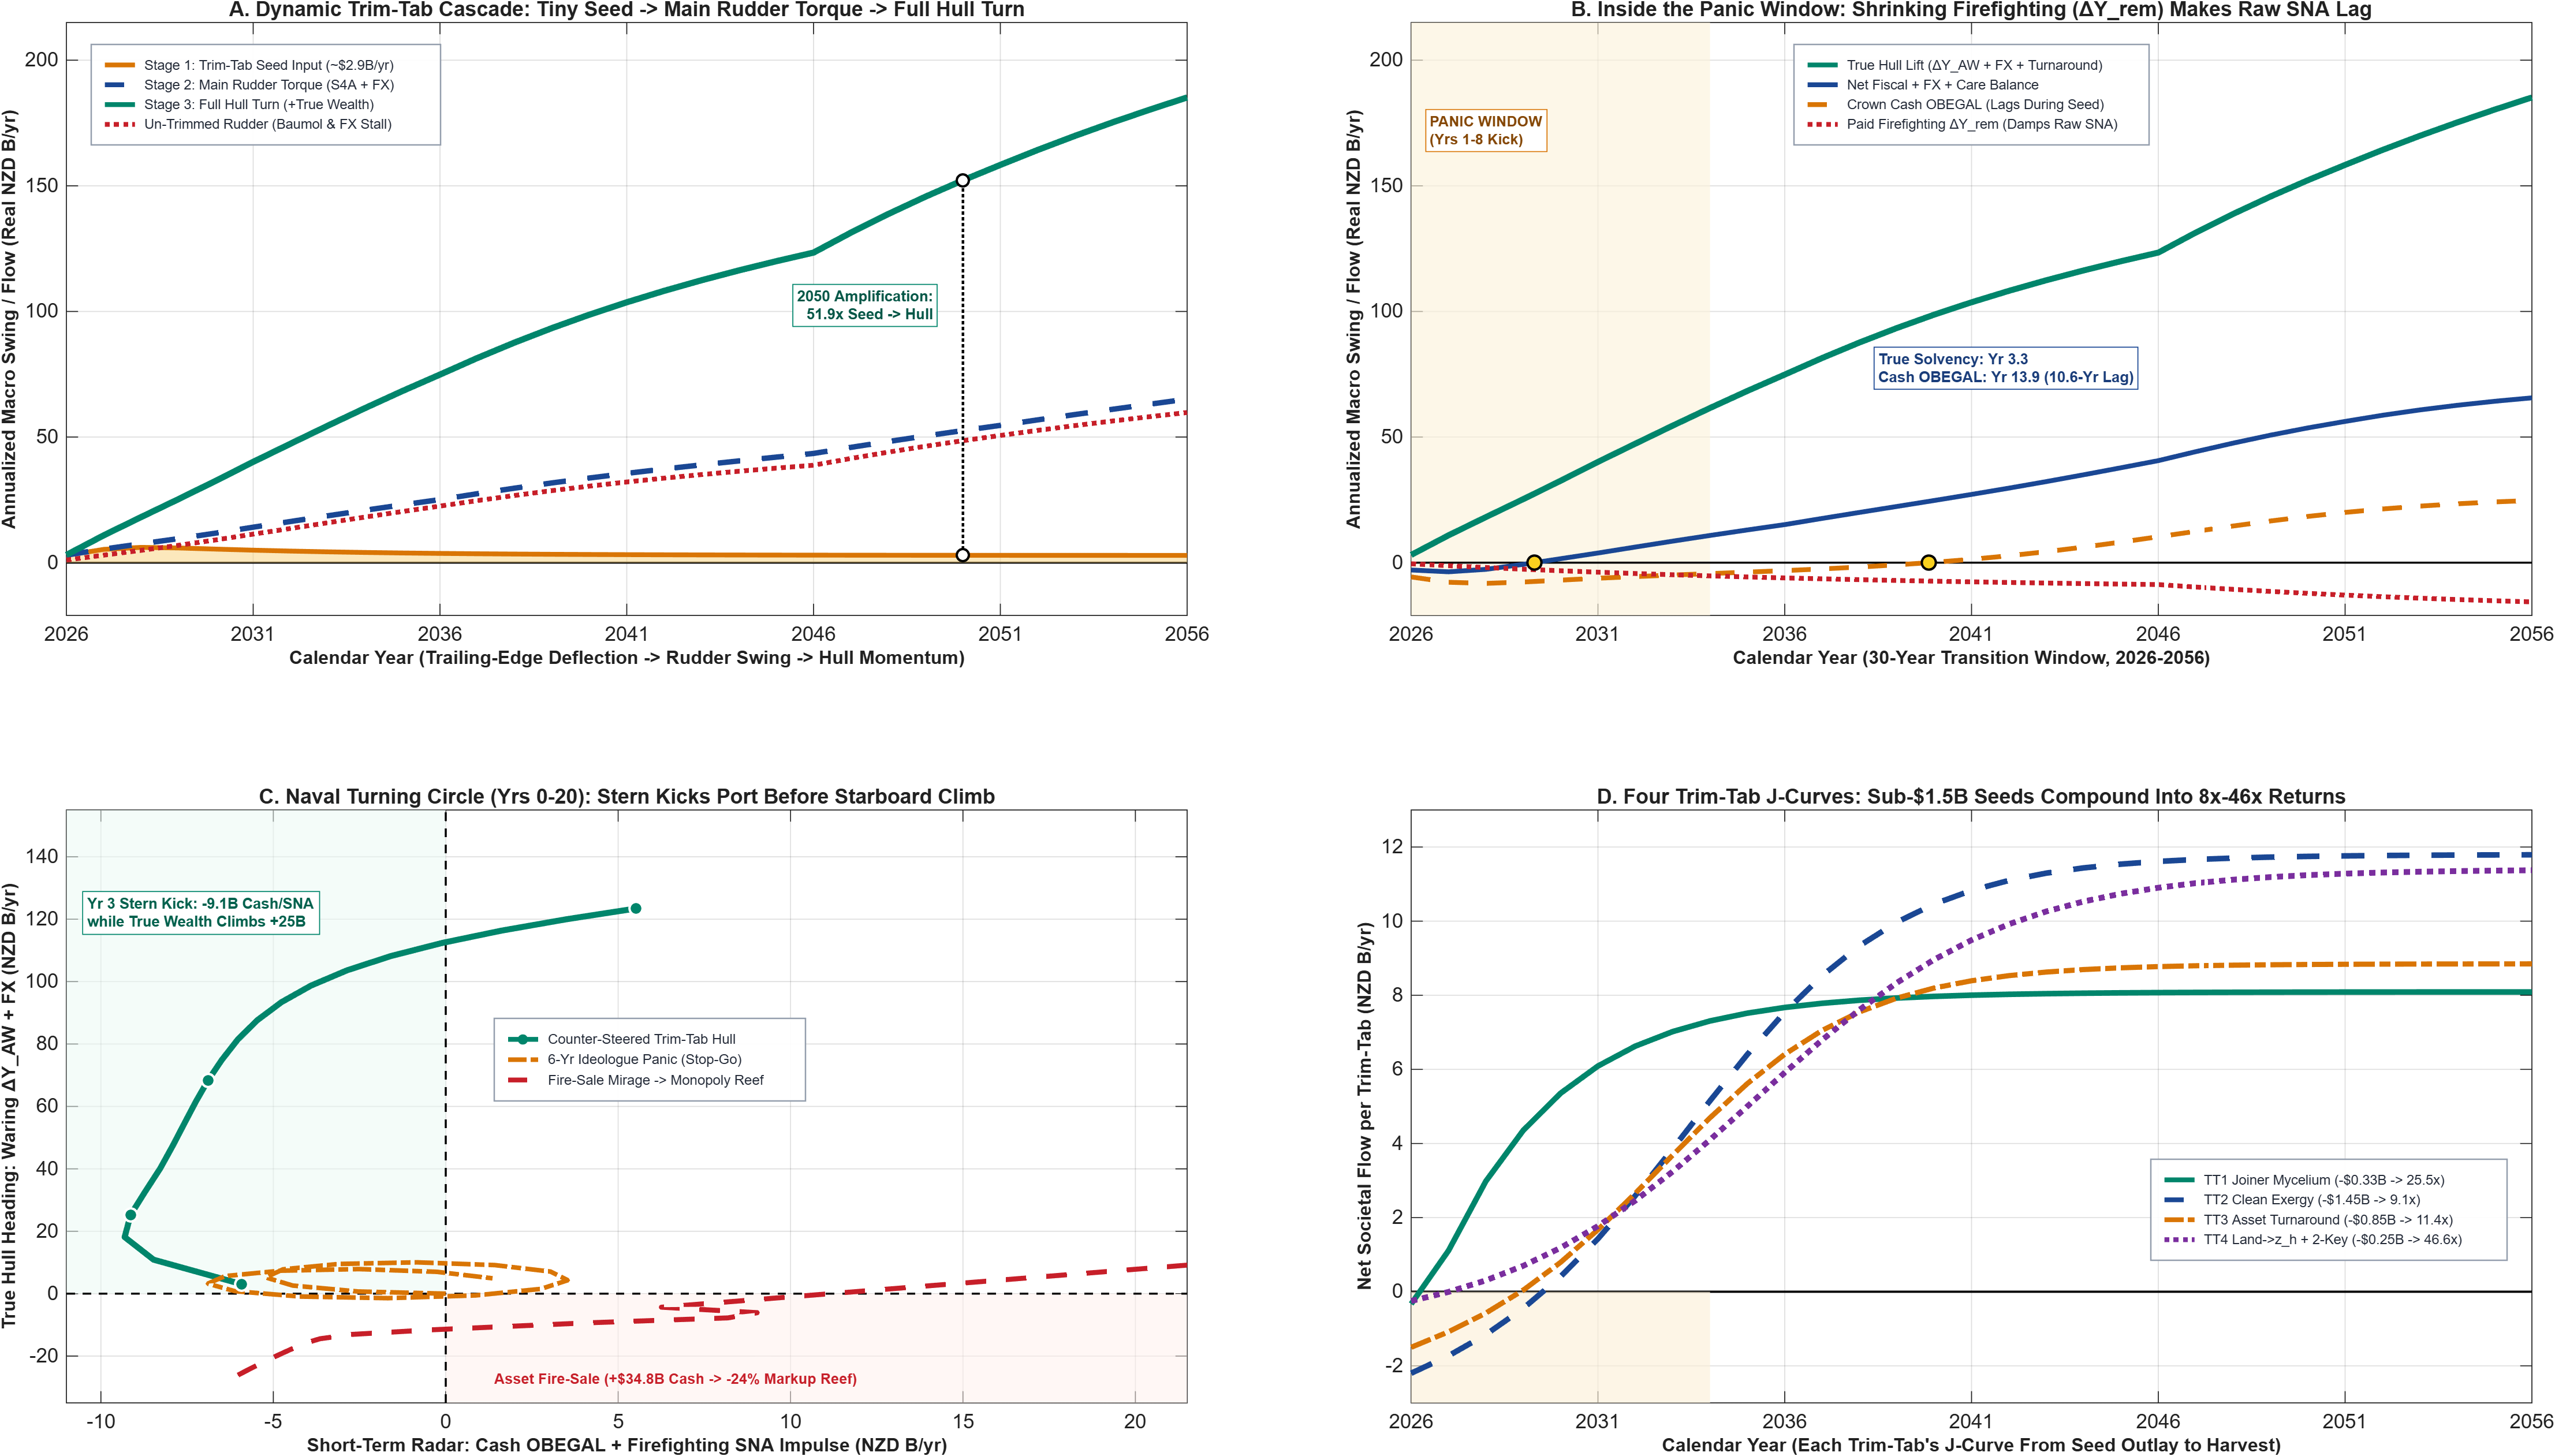 A. Dynamic Trim-Tab Cascade: Tiny Seed -> Main Rudder Torque -> Full Hull Turn
Annualized Macro Swing / Flow (Real NZD B/yr)
200
150
100
50
0
Stage 1: Trim-Tab Seed Input (~$2.9B/yr)
Stage 2: Main Rudder Torque (S4A + FX)
Stage 3: Full Hull Turn (+True Wealth)
Un-Trimmed Rudder (Baumol & FX Stall)
2050 Amplification:
51.9x Seed -> Hull
2026
2031
2036
2041
2046
2051
2056
Calendar Year (Trailing-Edge Deflection -> Rudder Swing -> Hull Momentum)
B. Inside the Panic Window: Shrinking Firefighting (ΔY_rem) Makes Raw SNA Lag
Annualized Macro Swing / Flow (Real NZD B/yr)
200
150
100
50
0
PANIC WINDOW
(Yrs 1-8 Kick)
True Hull Lift (ΔY_AW + FX + Turnaround)
Net Fiscal + FX + Care Balance
Crown Cash OBEGAL (Lags During Seed)
Paid Firefighting ΔY_rem (Damps Raw SNA)
True Solvency: Yr 3.3
Cash OBEGAL: Yr 13.9 (10.6-Yr Lag)
2026
2031
2036
2041
2046
2051
2056
Calendar Year (30-Year Transition Window, 2026-2056)
C. Naval Turning Circle (Yrs 0-20): Stern Kicks Port Before Starboard Climb
True Hull Heading: Waring ΔY_AW + FX (NZD B/yr)
140
120
100
80
60
40
20
0
-20
Yr 3 Stern Kick: -9.1B Cash/SNA
while True Wealth Climbs +25B
Counter-Steered Trim-Tab Hull
6-Yr Ideologue Panic (Stop-Go)
Fire-Sale Mirage -> Monopoly Reef
Asset Fire-Sale (+$34.8B Cash -> -24% Markup Reef)
-10
-5
0
5
10
15
20
Short-Term Radar: Cash OBEGAL + Firefighting SNA Impulse (NZD B/yr)
D. Four Trim-Tab J-Curves: Sub-$1.5B Seeds Compound Into 8x-46x Returns
Net Societal Flow per Trim-Tab (NZD B/yr)
12
10
8
6
4
2
0
-2
TT1 Joiner Mycelium (-$0.33B -> 25.5x)
TT2 Clean Exergy (-$1.45B -> 9.1x)
TT3 Asset Turnaround (-$0.85B -> 11.4x)
TT4 Land->z_h + 2-Key (-$0.25B -> 46.6x)
2026
2031
2036
2041
2046
2051
2056
Calendar Year (Each Trim-Tab's J-Curve From Seed Outlay to Harvest)